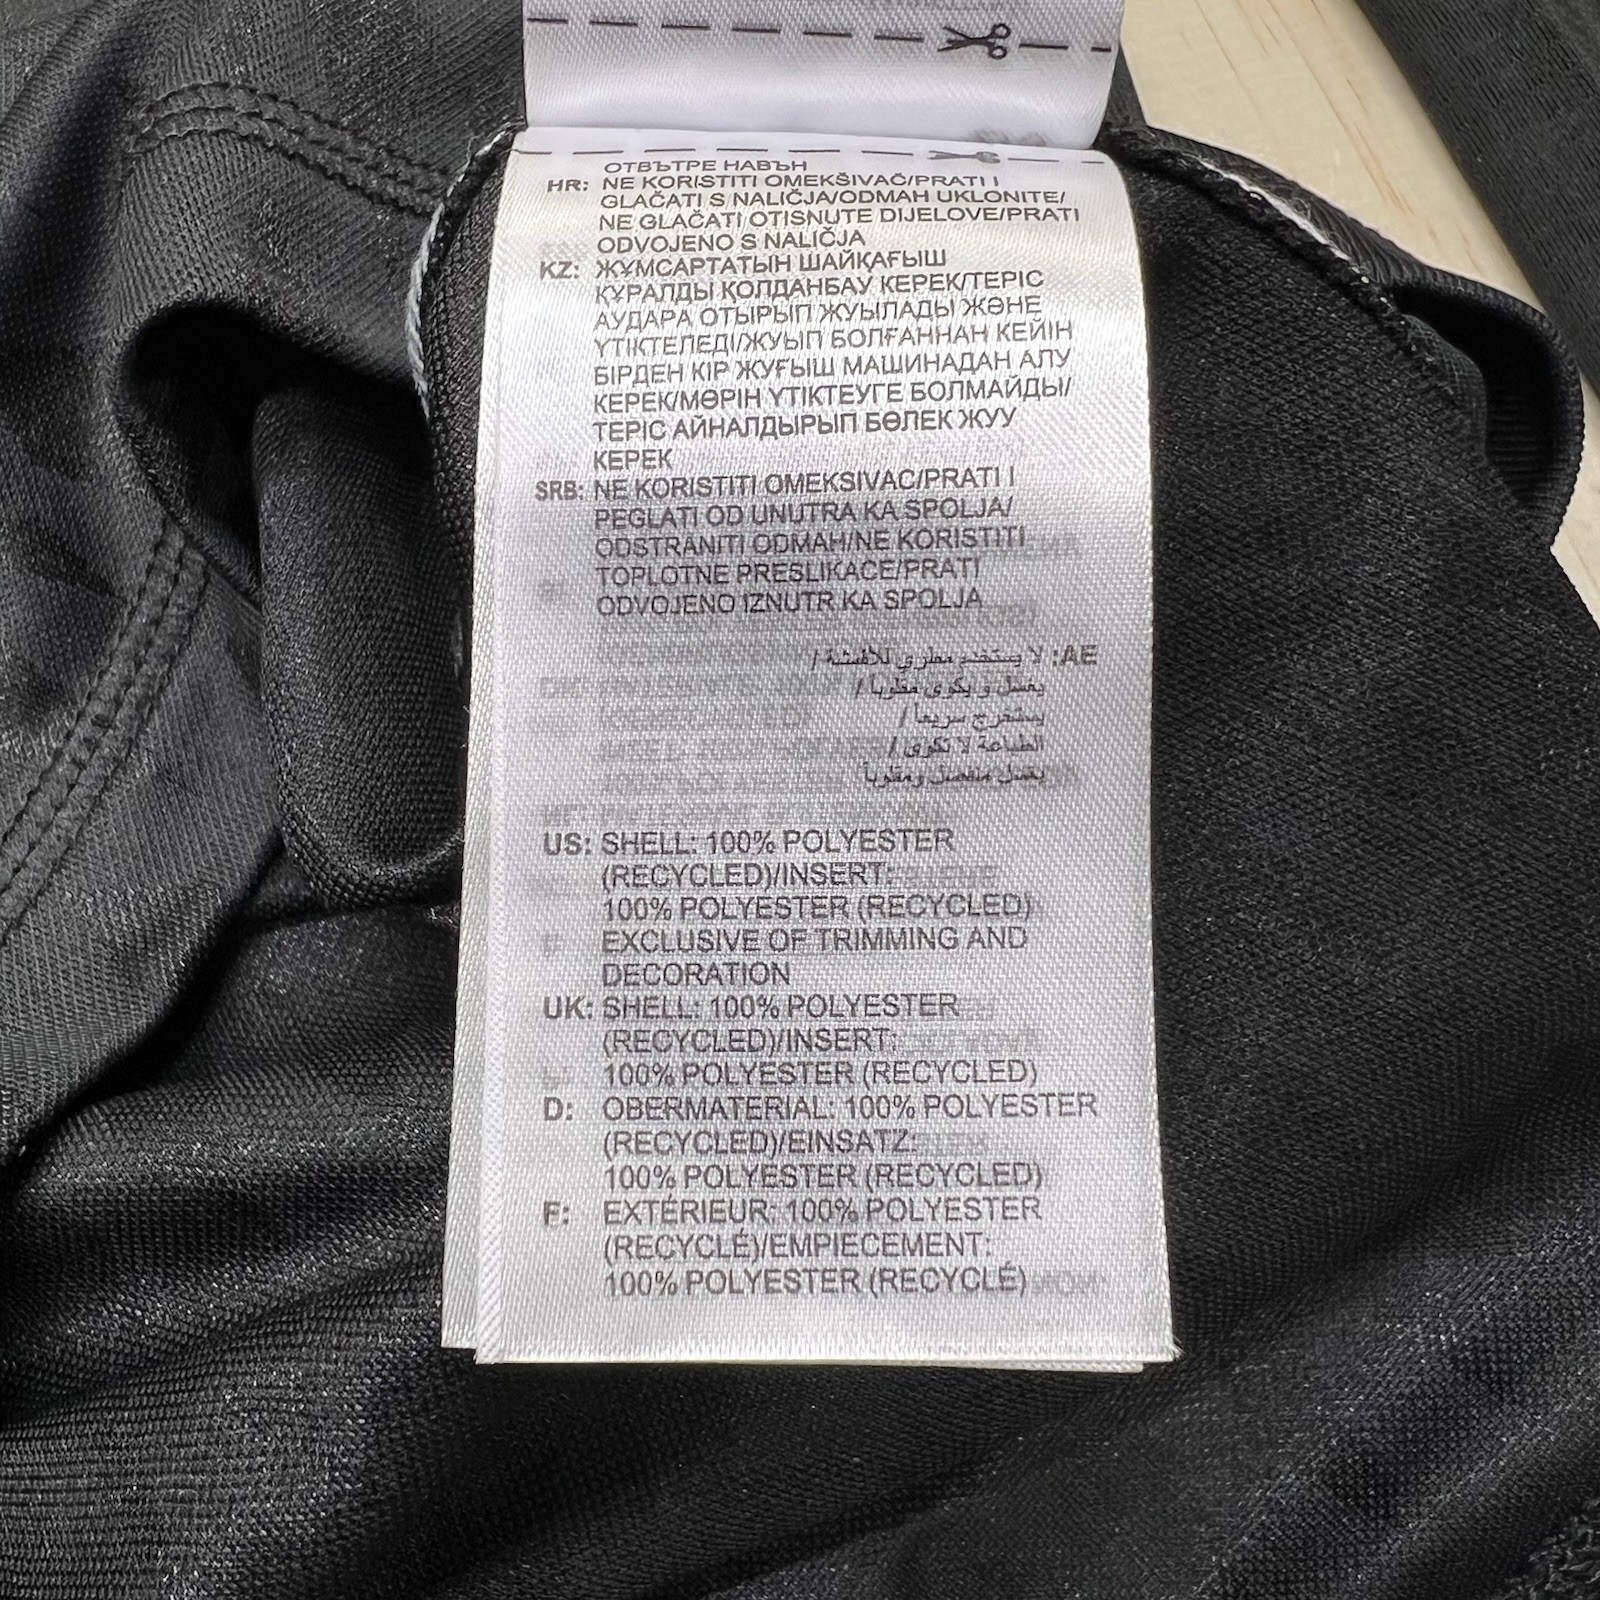 ОТВЪТРЕ НАВЪН
HR: NE KORISTITI OMEKŠIVAČ/PRATI I
GLAČATI S NALIČJA/ODMAH UKLONITE/
NE GLAČATI OTISNUTE DIJELOVE/PRATI
ODVOJENO S NALIČJA
KZ: ЖҰМСАРТАТЫН ШАЙҚАҒЫШ
ҚҰРАЛДЫ ҚОЛДАНБАУ КЕРЕК/ТЕРІС
АУДАРА ОТЫРЫП ЖУЫЛАДЫ ЖӘНЕ
ҮТІКТЕЛЕДІ/ЖУЫП БОЛҒАННАН КЕЙІН
БІРДЕН КІР ЖУҒЫШ МАШИНАДАН АЛУ
КЕРЕК/МӨРІН ҮТІКТЕУГЕ БОЛМАЙДЫ/
ТЕРІС АЙНАЛДЫРЫП БӨЛЕК ЖУУ
КЕРЕК
SRB: NE KORISTITI OMEKSIVAC/PRATI I
PEGLATI OD UNUTRA KA SPOLJA/
ODSTRANITI ODMAH/NE KORISTITI
TOPLOTNE PRESLIKACE/PRATI
ODVOJENO IZNUTR KA SPOLJA
AE: لا يستخدم مطري للأقمشة /
يغسل و يكوى مقلوباً /
يستخرج سريعاً /
الطباعة لا تكوى /
يغسل منفصل ومقلوباً
US: SHELL: 100% POLYESTER
(RECYCLED)/INSERT:
100% POLYESTER (RECYCLED)
EXCLUSIVE OF TRIMMING AND
DECORATION
UK: SHELL: 100% POLYESTER
(RECYCLED)/INSERT:
100% POLYESTER (RECYCLED)
D: OBERMATERIAL: 100% POLYESTER
(RECYCLED)/EINSATZ:
100% POLYESTER (RECYCLED)
F: EXTÉRIEUR: 100% POLYESTER
(RECYCLÉ)/EMPIECEMENT:
100% POLYESTER (RECYCLÉ)